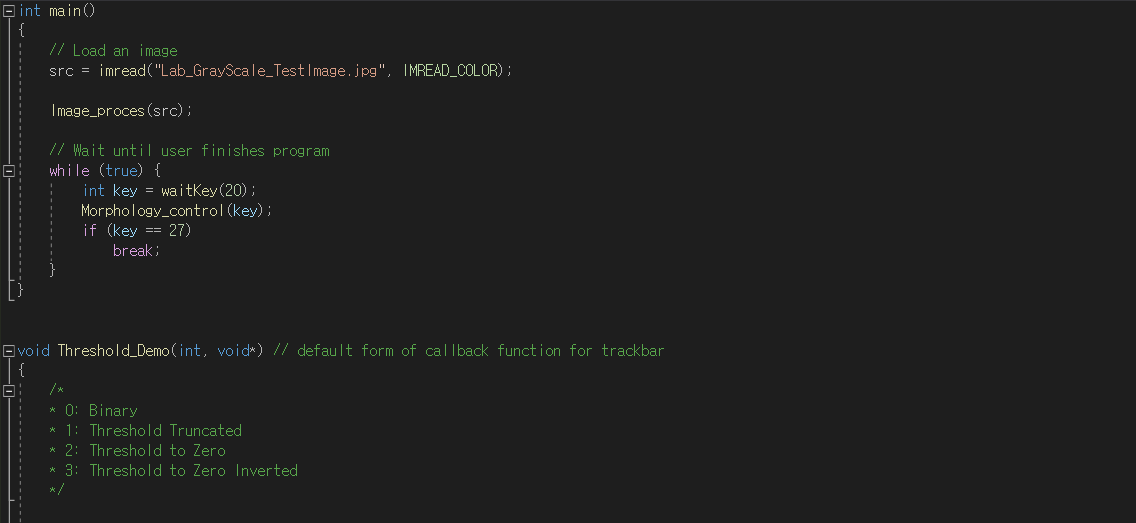 int main()
{
// Load an image
src = imread("Lab_GrayScale_TestImage.jpg", IMREAD_COLOR);
Image_proces(src);
// Wait until user finishes program
while (true) {
int key = waitKey(20);
Morphology_control(key);
if (key == 27)
break;
}
}
void Threshold_Demo(int, void*) // default form of callback function for trackbar
{
/*
* 0: Binary
* 1: Threshold Truncated
* 2: Threshold to Zero
* 3: Threshold to Zero Inverted
*/